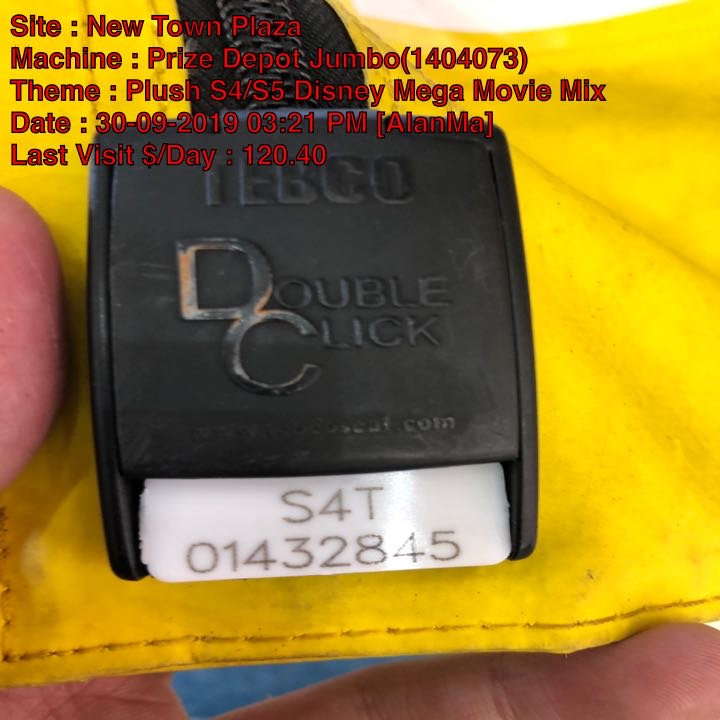 Site : New Town Plaza
Machine : Prize Depot Jumbo(1404073)
Theme : Plush S4/S5 Disney Mega Movie Mix
Date : 30-09-2019 03:21 PM [AlanMa]
Last Visit $/Day : 120.40
TEBCO
DOUBLE
CLICK
S4T
01432845